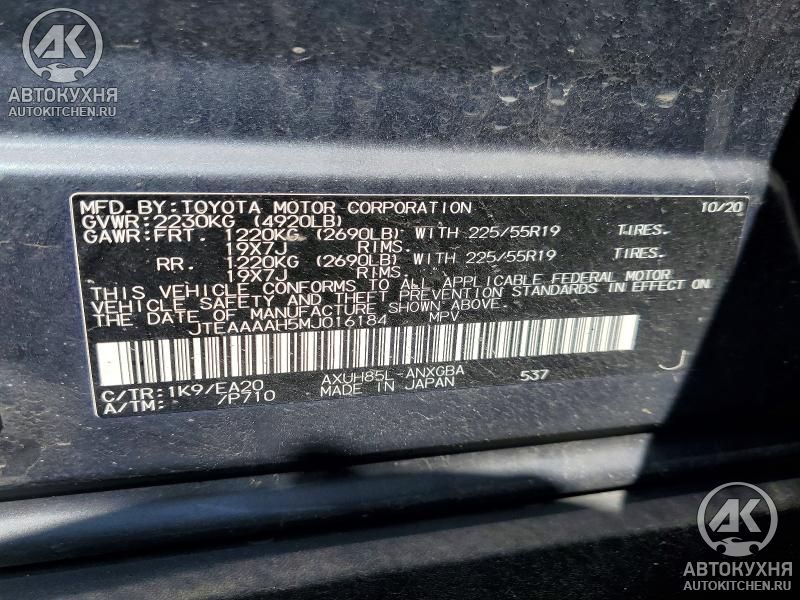 АК
АВТОКУХНЯ
AUTOKITCHEN.RU
MFD. BY: TOYOTA MOTOR CORPORATION 10/20
GVWR: 2230KG (4920LB)
GAWR: FRT. 1220KG (2690LB) WITH 225/55R19 TIRES.
19X7J RIMS.
RR. 1220KG (2690LB) WITH 225/55R19 TIRES.
19X7J RIMS.
THIS VEHICLE CONFORMS TO ALL APPLICABLE FEDERAL MOTOR
VEHICLE SAFETY AND THEFT PREVENTION STANDARDS IN EFFECT ON
THE DATE OF MANUFACTURE SHOWN ABOVE.
JTEAAAAH5MJ016184 MPV
J
C/TR: 1K9/EA20 AXUH85L-ANXGBA 537
A/TM: /P710 MADE IN JAPAN
АК
АВТОКУХНЯ
AUTOKITCHEN.RU